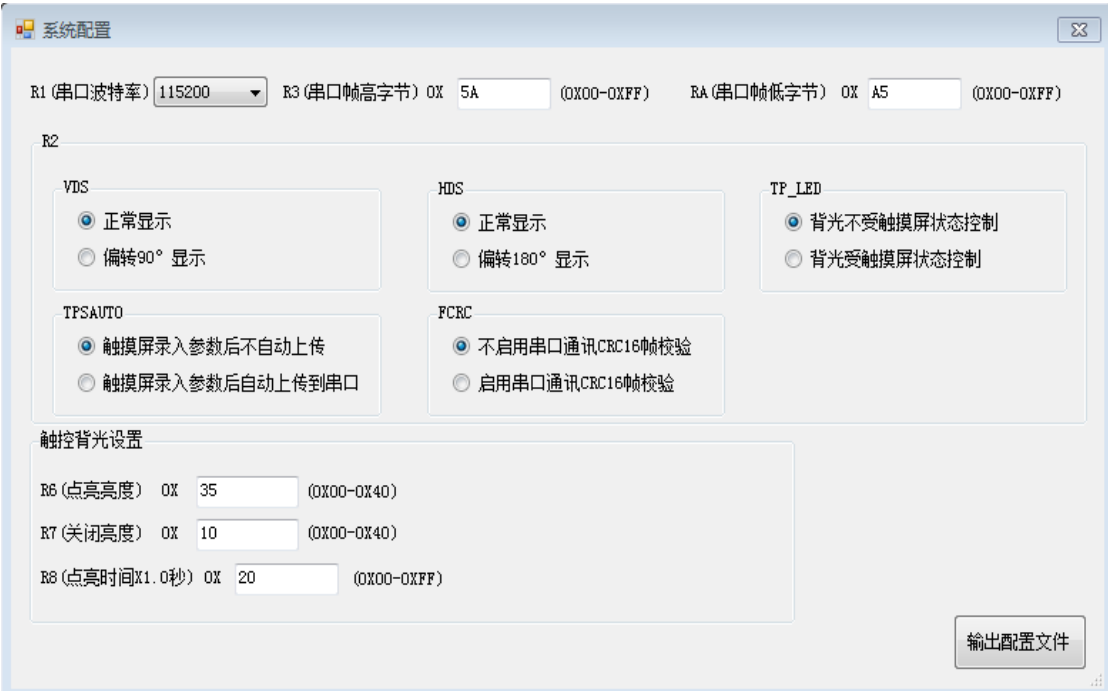 系统配置
R1(串口波特率) 115200 R3(串口帧高字节) 0X 5A (0X00-0XFF) RA(串口帧低字节) 0X A5 (0X00-0XFF)
R2
VDS HDS TP_LED
正常显示 正常显示 背光不受触摸屏状态控制
偏转90° 显示 偏转180° 显示 背光受触摸屏状态控制
TPSAUTO FCRC
触摸屏录入参数后不自动上传 不启用串口通讯CRC16帧校验
触摸屏录入参数后自动上传到串口 启用串口通讯CRC16帧校验
触控背光设置
R6(点亮亮度) 0X 35 (0X00-0X40)
R7(关闭亮度) 0X 10 (0X00-0X40)
R8(点亮时间X1.0秒) 0X 20 (0X00-0XFF)
输出配置文件